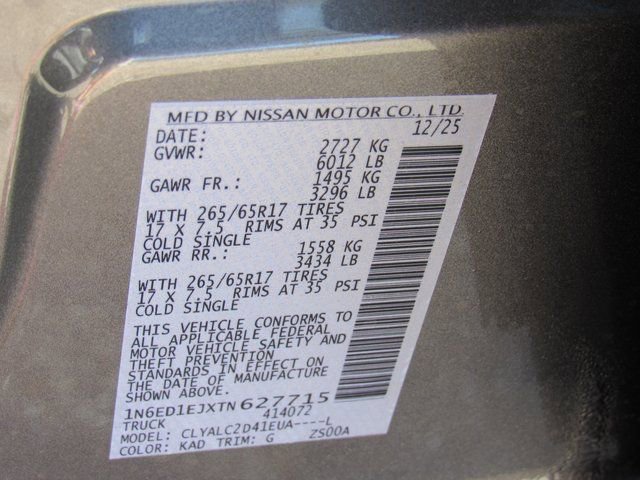 MFD BY NISSAN MOTOR CO., LTD.
DATE: 12/25
GVWR: 2727 KG
6012 LB
GAWR FR.: 1495 KG
3296 LB
WITH 265/65R17 TIRES
17 X 7.5 RIMS AT 35 PSI
COLD SINGLE
GAWR RR.: 1558 KG
3434 LB
WITH 265/65R17 TIRES
17 X 7.5 RIMS AT 35 PSI
COLD SINGLE
THIS VEHICLE CONFORMS TO
ALL APPLICABLE FEDERAL
MOTOR VEHICLE SAFETY AND
THEFT PREVENTION
STANDARDS IN EFFECT ON
THE DATE OF MANUFACTURE
SHOWN ABOVE.
1N6ED1EJXTN627715
TRUCK 414072
MODEL: CLYALC2D41EUA----L
COLOR: KAD TRIM: G ZS00A